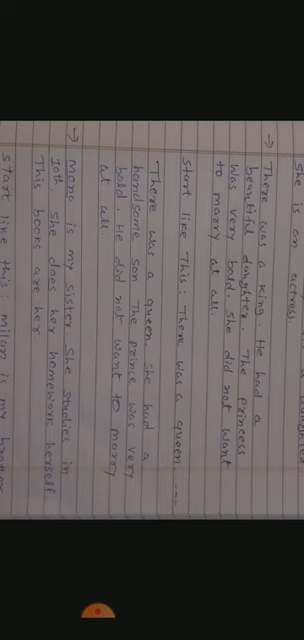 She is an actress.
→ There was a king. He had a
beautiful daughter. The princess
was very bold. She did not want
to marry at all.
Start like This: There was a queen. ----
There was a queen. She had a
handsome son The prince was very
bold. He did not want to marry
at all.
→ Mena is my sister. She studies in
10th. She does her homework herself.
This books are her.
Start like this: Milan is my brother